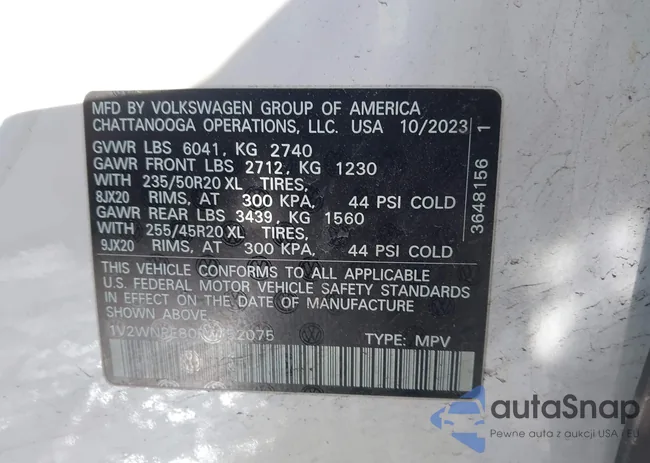 MFD BY VOLKSWAGEN GROUP OF AMERICA
CHATTANOOGA OPERATIONS, LLC. USA 10/2023
GVWR LBS 6041, KG 2740
GAWR FRONT LBS 2712, KG 1230
WITH 235/50R20 XL TIRES,
8JX20 RIMS, AT 300 KPA, 44 PSI COLD
GAWR REAR LBS 3439, KG 1560
WITH 255/45R20 XL TIRES,
9JX20 RIMS, AT 300 KPA, 44 PSI COLD
THIS VEHICLE CONFORMS TO ALL APPLICABLE
U.S. FEDERAL MOTOR VEHICLE SAFETY STANDARDS
IN EFFECT ON THE DATE OF MANUFACTURE
SHOWN ABOVE.
TYPE: MPV
3648156 1
autoSnap
Pewne auta z aukcji USA i EU